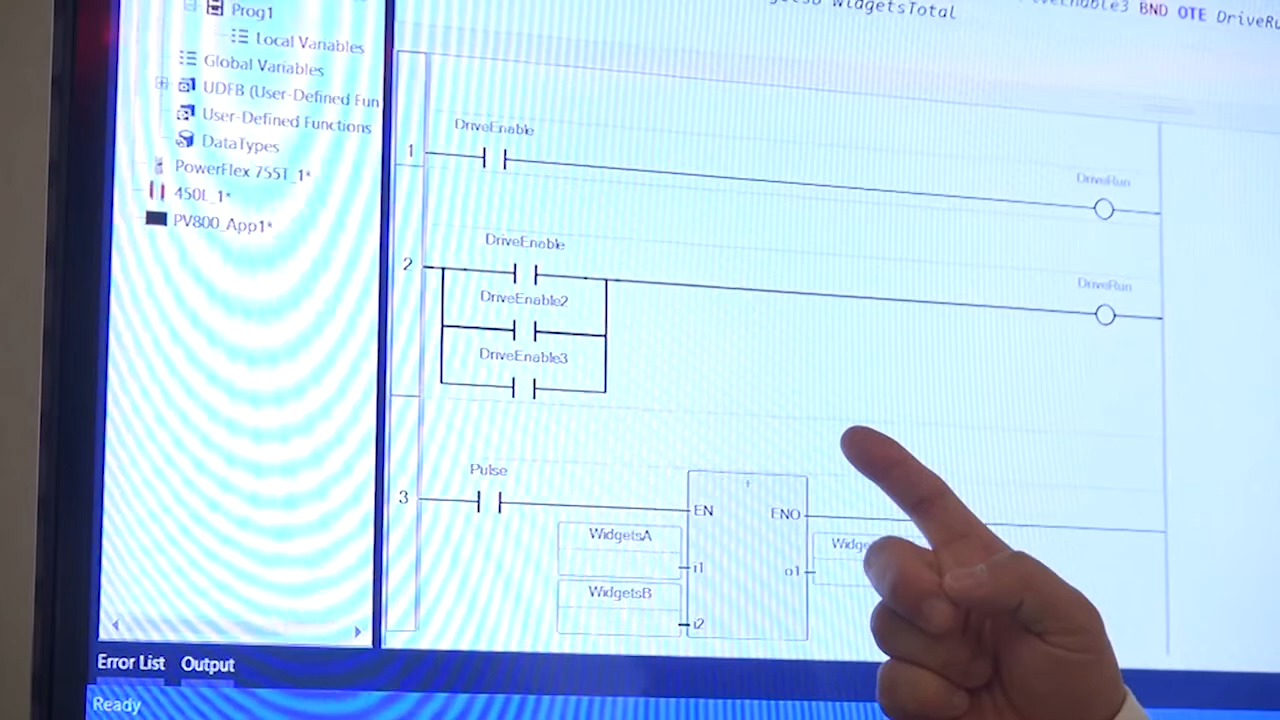 Prog1
Local Variables
Global Variables
UDFB (User-Defined Fun
User-Defined Functions
DataTypes
PowerFlex 755T_1*
450L_1*
PV800_App1*
WidgetsTotal
BND OTE DriveRu
1
DriveEnable
DriveRun
2
DriveEnable
DriveRun
DriveEnable2
DriveEnable3
3
Pulse
+
EN
ENO
WidgetsA
i1
Widge
o1
WidgetsB
i2
Error List Output
Ready